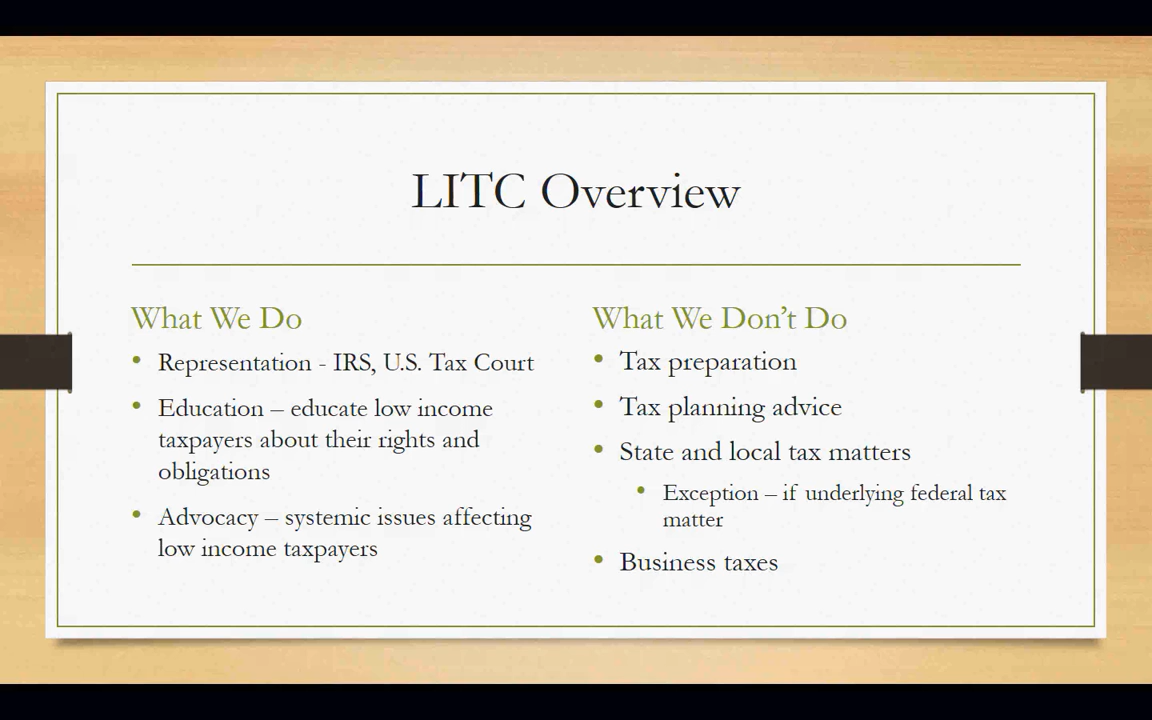 LITC Overview
What We Do
• Representation - IRS, U.S. Tax Court
• Education – educate low income
taxpayers about their rights and
obligations
• Advocacy – systemic issues affecting
low income taxpayers
What We Don’t Do
• Tax preparation
• Tax planning advice
• State and local tax matters
• Exception – if underlying federal tax
matter
• Business taxes